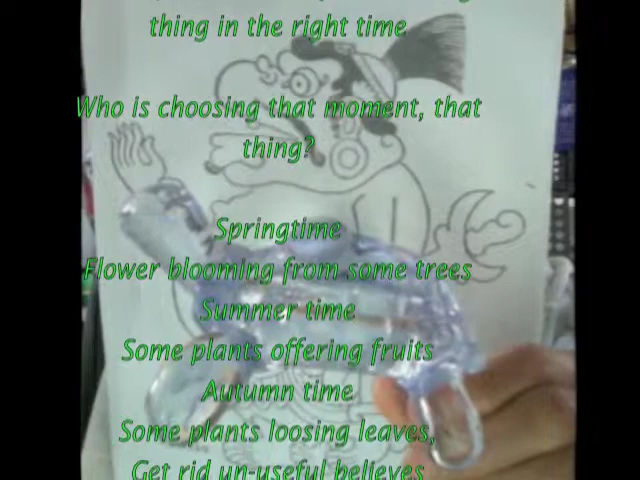 thing in the right time
Who is choosing that moment, that
thing?
Springtime
Flower blooming from some trees
Summer time
Some plants offering fruits
Autumn time
Some plants loosing leaves,
Get rid un-useful believes